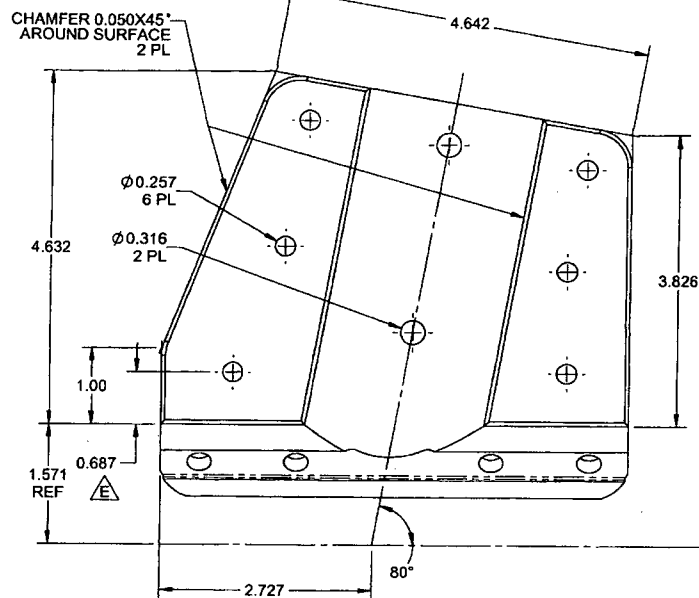 CHAMFER 0.050X45°
AROUND SURFACE
2 PL
4.642
Ø0.257
6 PL
Ø0.316
2 PL
4.632
3.826
1.00
0.687
E
1.571
REF
80°
2.727